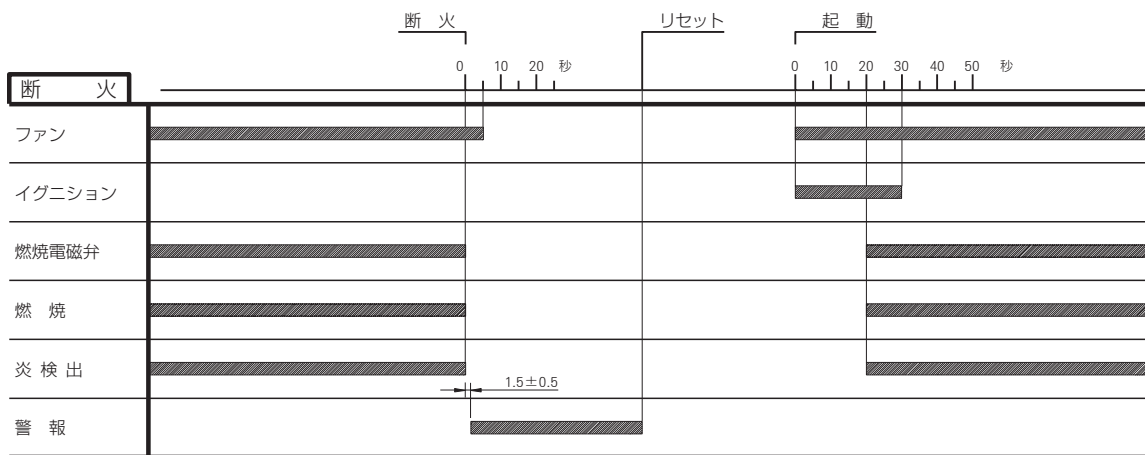 断 火 リセット 起 動
0 10 20 秒 0 10 20 30 40 50 秒
断 火
ファン
イグニション
燃焼電磁弁
燃 焼
炎 検 出
1.5±0.5
警 報